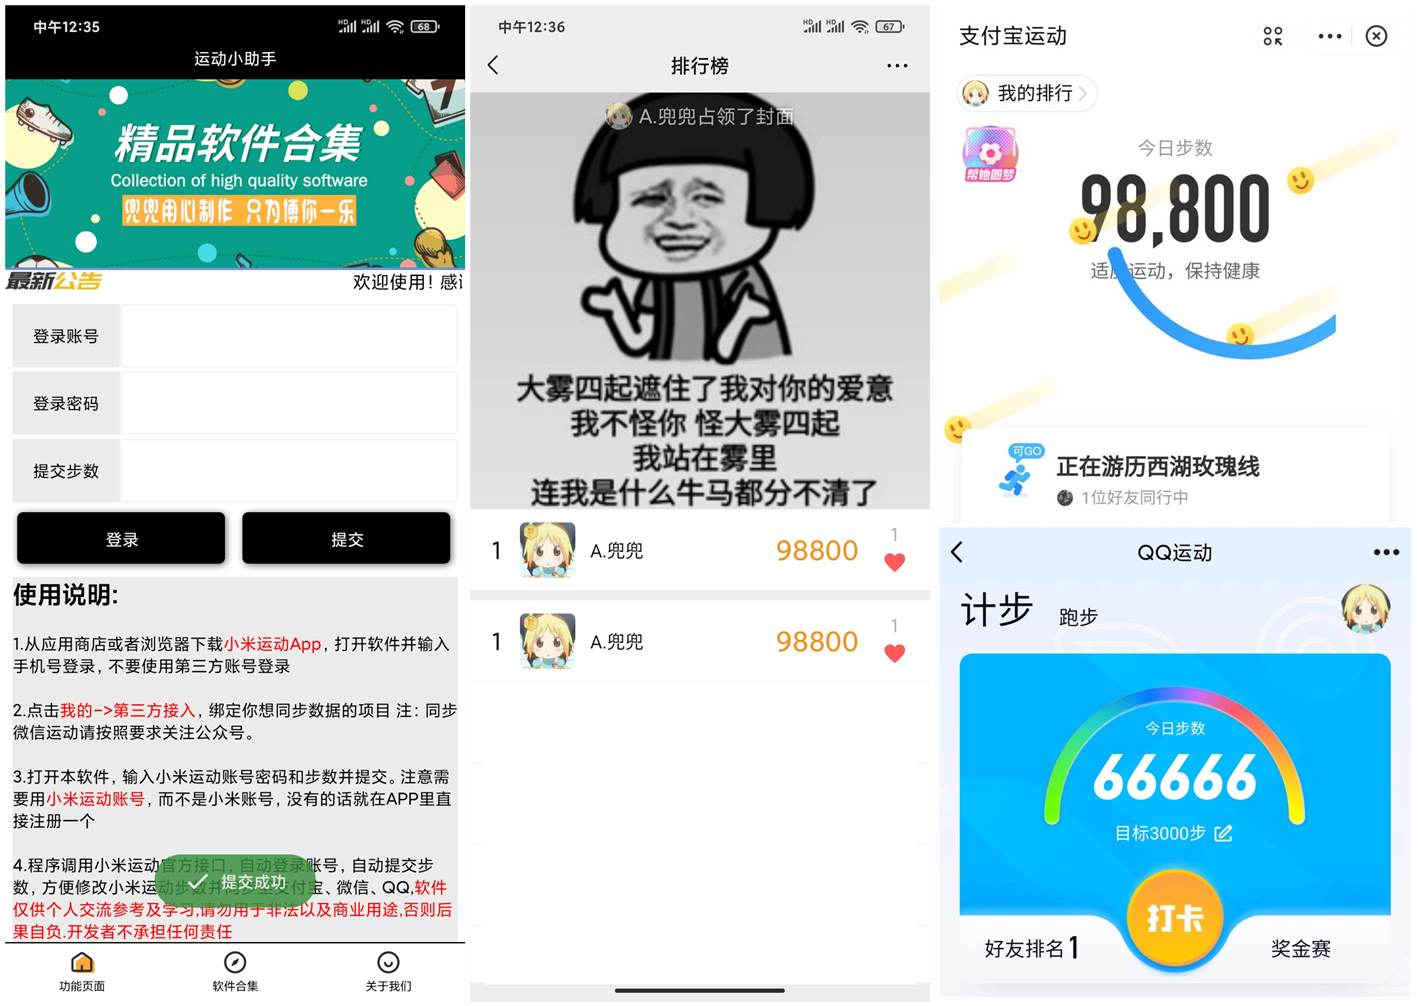 中午12:35
68
运动小助手
精品软件合集
Collection of high quality software
兜兜用心制作 只为博你一乐
最新公告
欢迎使用！感
登录账号
登录密码
提交步数
登录
提交
使用说明:
1.从应用商店或者浏览器下载小米运动App，打开软件并输入
手机号登录，不要使用第三方账号登录
2.点击我的->第三方接入，绑定你想同步数据的项目 注：同步
微信运动请按照要求关注公众号。
3.打开本软件，输入小米运动账号密码和步数并提交。注意需
要用小米运动账号，而不是小米账号，没有的话就在APP里直
接注册一个
4.程序调用小米运动官方接口，自动登录账号，自动提交步
数，方便修改小米运动步数并同步至支付宝、微信、QQ,软件
仅供个人交流参考及学习,请勿用于非法以及商业用途,否则后
果自负.开发者不承担任何责任
提交成功
功能页面
软件合集
关于我们
中午12:36
67
排行榜
A.兜兜占领了封面
大雾四起遮住了我对你的爱意
我不怪你 怪大雾四起
我站在雾里
连我是什么牛马都分不清了
1
A.兜兜
98800
1
1
A.兜兜
98800
1
支付宝运动
我的排行
帮她圆梦
今日步数
98,800
适度运动，保持健康
可GO
正在游历西湖玫瑰线
1位好友同行中
QQ运动
计步
跑步
今日步数
66666
目标3000步
打卡
好友排名1
奖金赛